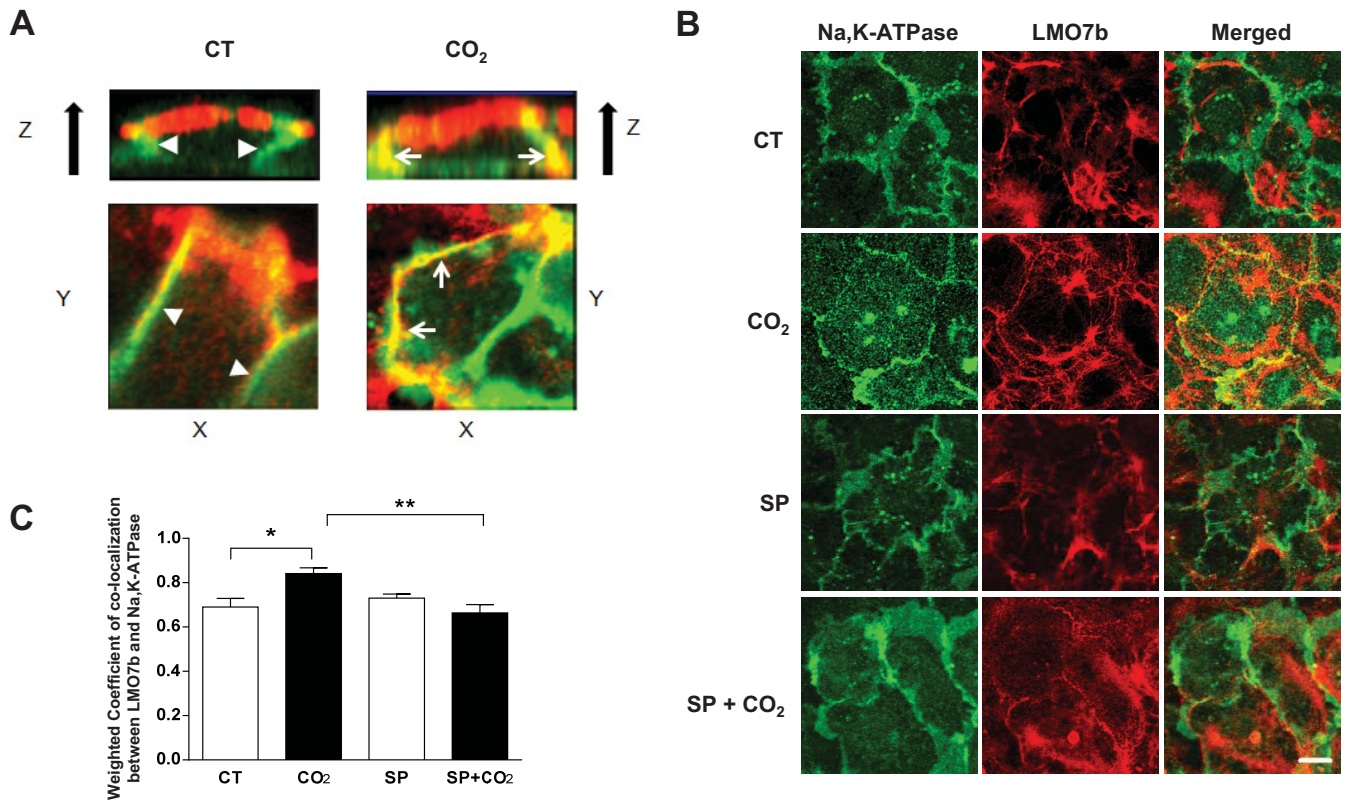 A
CT
CO2
Z
Z
Y
Y
X
X
B
Na,K-ATPase
LMO7b
Merged
CT
CO2
SP
SP + CO2
C
Weighted Coefficient of co-localization
between LMO7b and Na,K-ATPase
1.0
0.8
0.6
0.4
0.2
0.0
*
**
CT
CO2
SP
SP+CO2